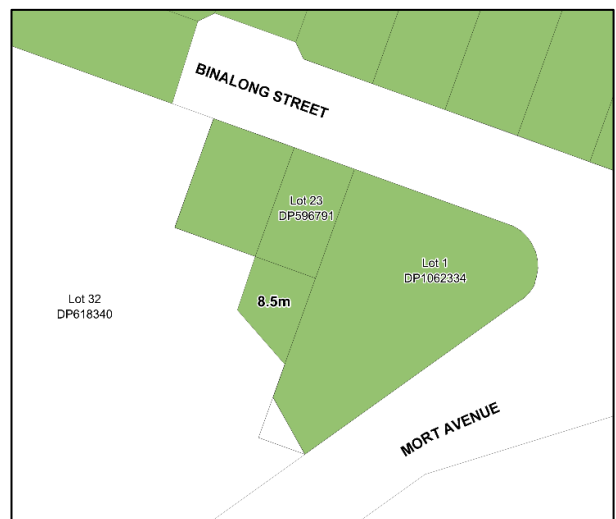 BINALONG STREET
Lot 23
DP596791
Lot 1
DP1062334
Lot 32
DP618340
8.5m
MORT AVENUE